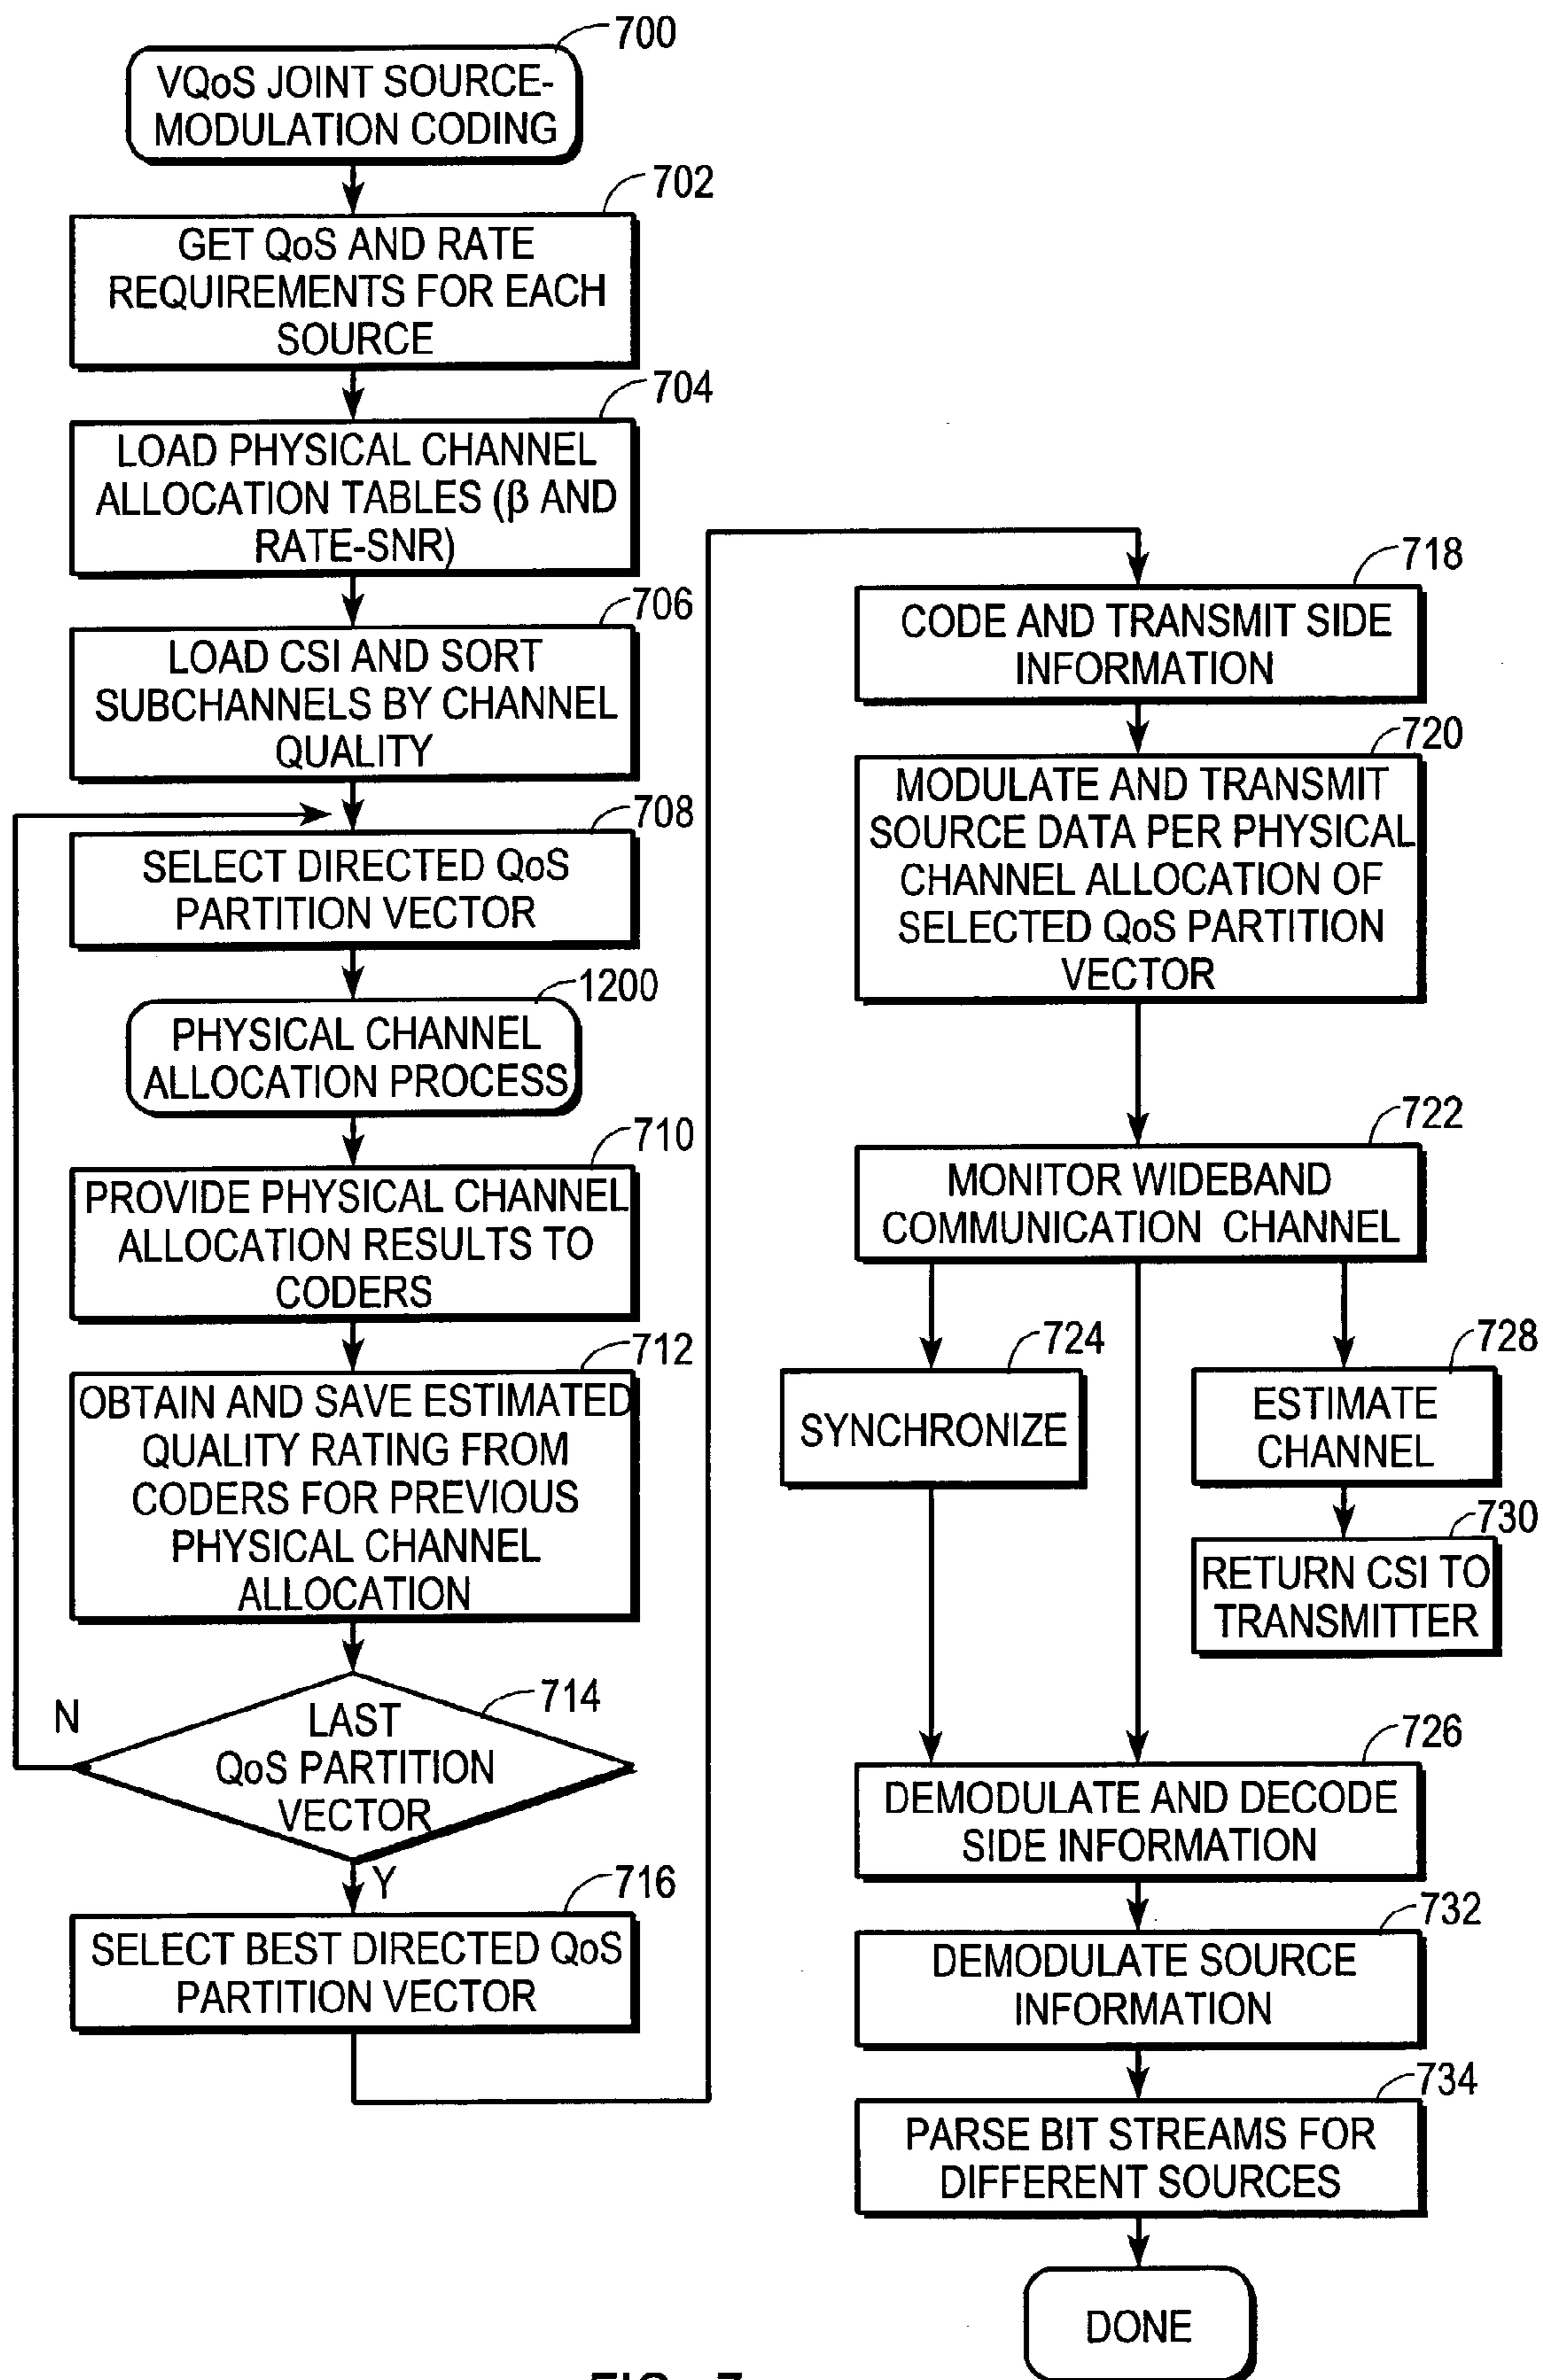 700
VQoS JOINT SOURCE-
MODULATION CODING
702
GET QoS AND RATE
REQUIREMENTS FOR EACH
SOURCE
704
LOAD PHYSICAL CHANNEL
ALLOCATION TABLES (β AND
RATE-SNR)
706
LOAD CSI AND SORT
SUBCHANNELS BY CHANNEL
QUALITY
708
SELECT DIRECTED QoS
PARTITION VECTOR
1200
PHYSICAL CHANNEL
ALLOCATION PROCESS
710
PROVIDE PHYSICAL CHANNEL
ALLOCATION RESULTS TO
CODERS
712
OBTAIN AND SAVE ESTIMATED
QUALITY RATING FROM
CODERS FOR PREVIOUS
PHYSICAL CHANNEL
ALLOCATION
714
N
LAST
QoS PARTITION
VECTOR
Y
716
SELECT BEST DIRECTED QoS
PARTITION VECTOR
718
CODE AND TRANSMIT SIDE
INFORMATION
720
MODULATE AND TRANSMIT
SOURCE DATA PER PHYSICAL
CHANNEL ALLOCATION OF
SELECTED QoS PARTITION
VECTOR
722
MONITOR WIDEBAND
COMMUNICATION CHANNEL
724
SYNCHRONIZE
728
ESTIMATE
CHANNEL
730
RETURN CSI TO
TRANSMITTER
726
DEMODULATE AND DECODE
SIDE INFORMATION
732
DEMODULATE SOURCE
INFORMATION
734
PARSE BIT STREAMS FOR
DIFFERENT SOURCES
DONE